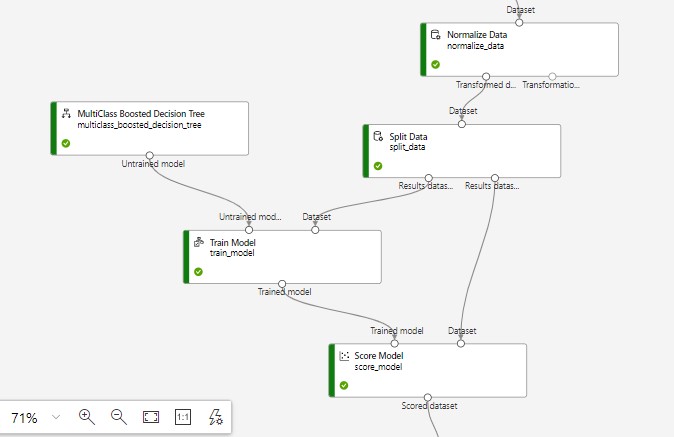 Dataset
Normalize Data
normalize_data
Transformed d...
Transformatio...
MultiClass Boosted Decision Tree
multiclass_boosted_decision_tree
Untrained model
Dataset
Split Data
split_data
Results datas...
Results datas...
Untrained mod...
Dataset
Train Model
train_model
Trained model
Trained model
Dataset
Score Model
score_model
Scored dataset
71%
1:1